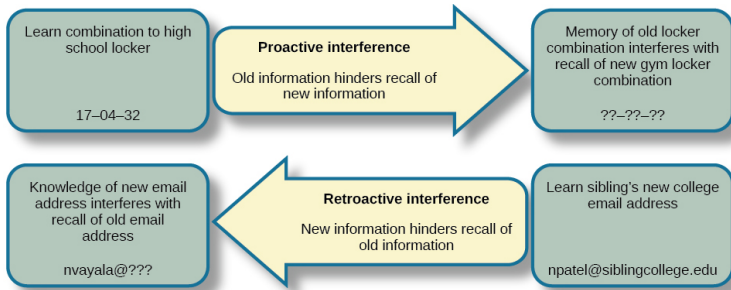 Learn combination to high
school locker
17–04–32
Proactive interference
Old information hinders recall of
new information
Memory of old locker
combination interferes with
recall of new gym locker
combination
??–??–??
Knowledge of new email
address interferes with
recall of old email
address
nvayala@???
Retroactive interference
New information hinders recall of
old information
Learn sibling's new college
email address
npatel@siblingcollege.edu